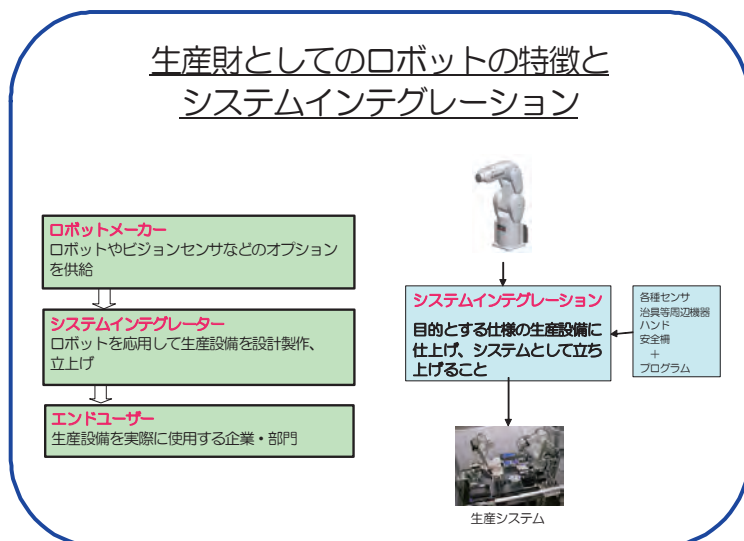 生産財としてのロボットの特徴と
システムインテグレーション
ロボットメーカー
ロボットやビジョンセンサなどのオプション
を供給
システムインテグレーター
ロボットを応用して生産設備を設計製作、
立上げ
エンドユーザー
生産設備を実際に使用する企業・部門
システムインテグレーション
目的とする仕様の生産設備に
仕上げ、システムとして立ち
上げること
各種センサ
治具等周辺機器
ハンド
安全柵
＋
プログラム
生産システム